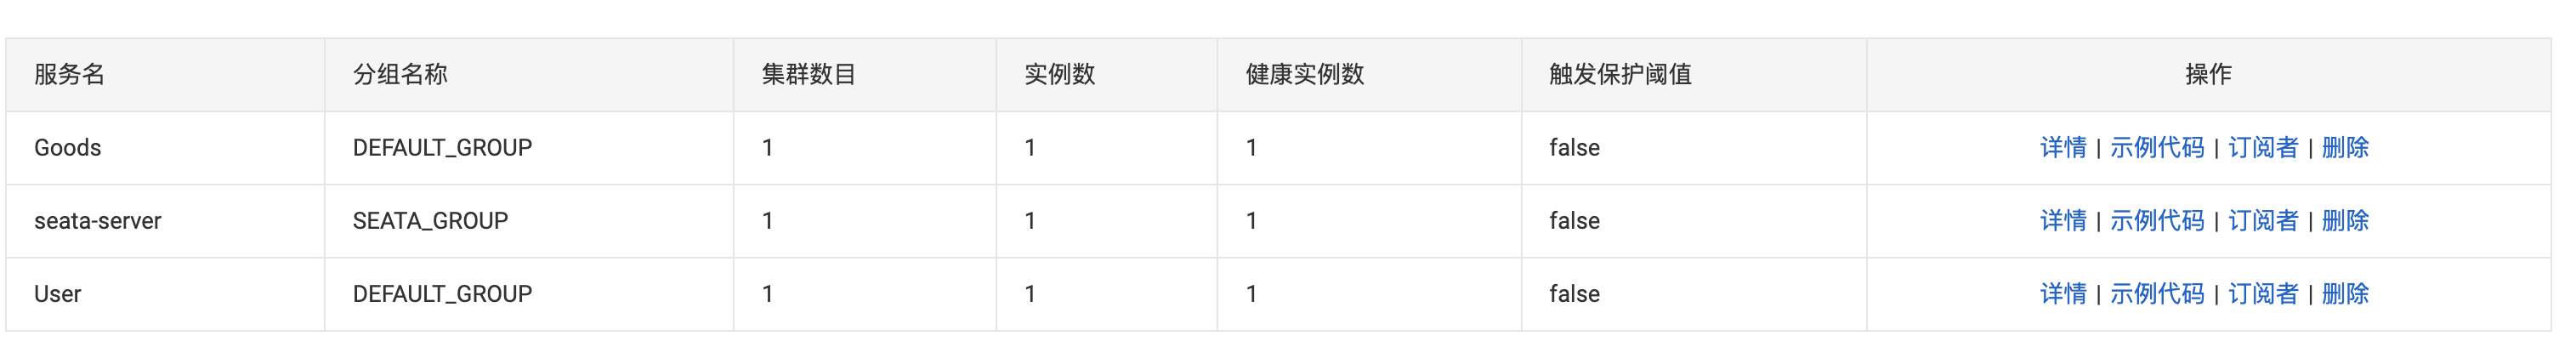 服务名 分组名称 集群数目 实例数 健康实例数 触发保护阈值 操作
Goods DEFAULT_GROUP 1 1 1 false 详情 | 示例代码 | 订阅者 | 删除
seata-server SEATA_GROUP 1 1 1 false 详情 | 示例代码 | 订阅者 | 删除
User DEFAULT_GROUP 1 1 1 false 详情 | 示例代码 | 订阅者 | 删除